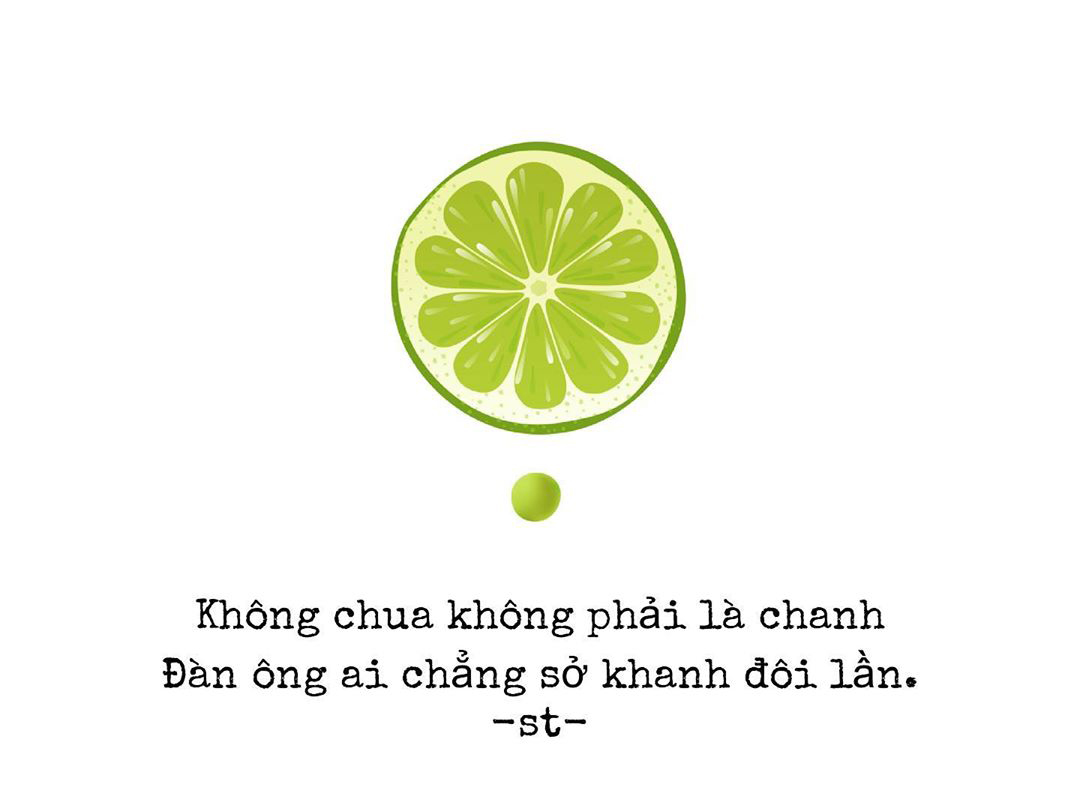 Không chua không phải là chanh
Đàn ông ai chẳng sở khanh đôi lần.
-st-